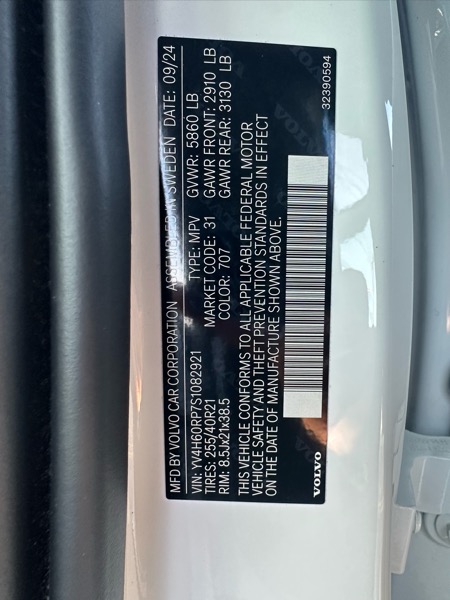 MFD BY VOLVO CAR CORPORATION ASSEMBLED IN SWEDEN DATE: 09/24
VIN: YV4H60RP7S1082921 TYPE: MPV GVWR: 5860 LB
TIRES: 255/40R21 MARKET CODE: 31 GAWR FRONT: 2910 LB
RIM: 8.5Jx21x38.5 COLOR: 707 GAWR REAR: 3130 LB
THIS VEHICLE CONFORMS TO ALL APPLICABLE FEDERAL MOTOR
VEHICLE SAFETY AND THEFT PREVENTION STANDARDS IN EFFECT
ON THE DATE OF MANUFACTURE SHOWN ABOVE.
VOLVO 32390594